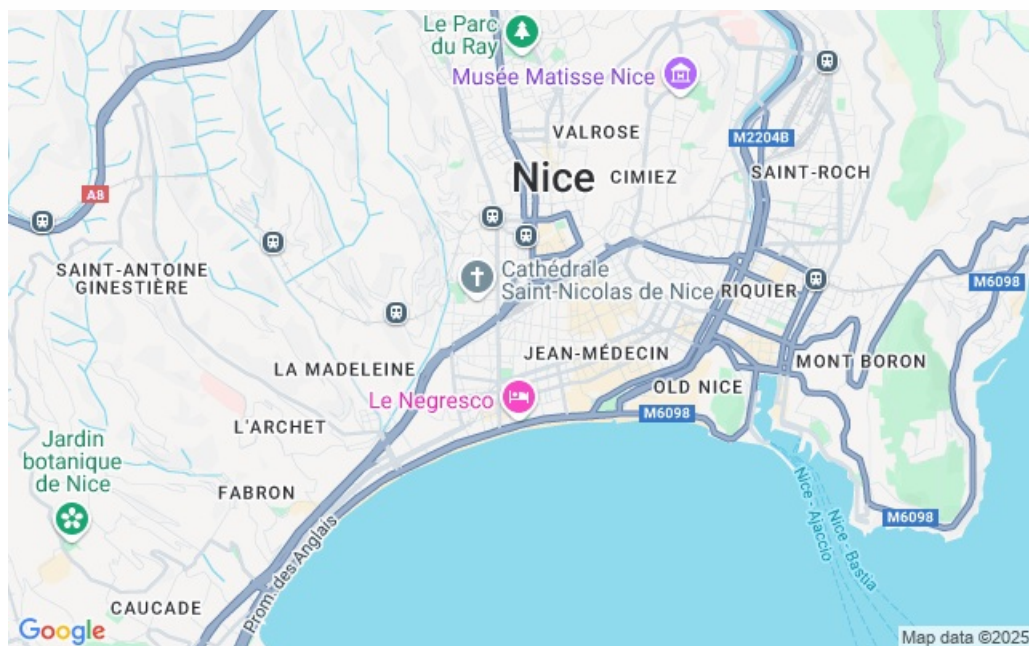 Le Parc
du Ray
Musée Matisse Nice
VALROSE
M2204B
Nice
CIMIEZ
SAINT-ROCH
A8
SAINT-ANTOINE
GINESTIÈRE
Cathédrale
Saint-Nicolas de Nice
RIQUIER
M6098
JEAN-MÉDECIN
MONT BORON
LA MADELEINE
OLD NICE
Le Negresco
M6098
L'ARCHET
Jardin
botanique
de Nice
FABRON
Nice - Ajaccio
Nice - Bastia
M6098
Prom. des Anglais
CAUCADE
Google
Map data ©2025